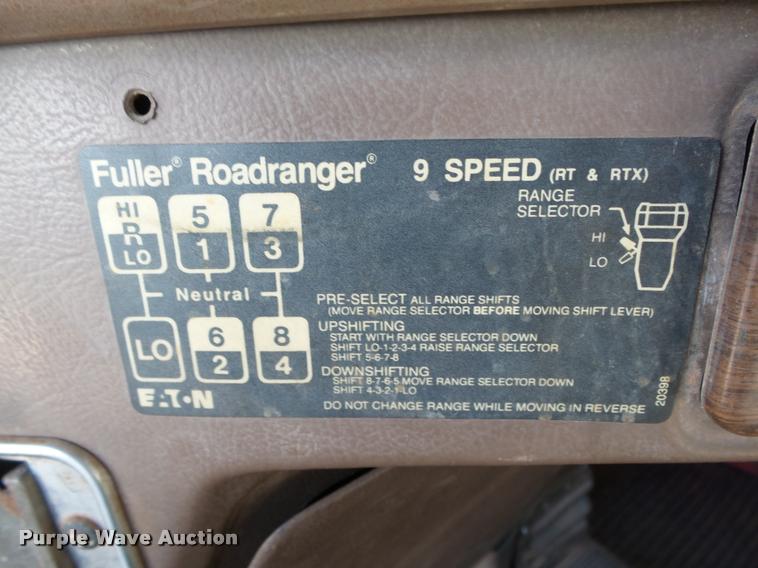 Fuller® Roadranger® 9 SPEED (RT & RTX)
HI 5 7
R 1 3
LO
RANGE
SELECTOR
HI
LO
Neutral
LO 6 8
2 4
PRE-SELECT ALL RANGE SHIFTS
(MOVE RANGE SELECTOR BEFORE MOVING SHIFT LEVER)
UPSHIFTING
START WITH RANGE SELECTOR DOWN
SHIFT LO-1-2-3-4 RAISE RANGE SELECTOR
SHIFT 5-6-7-8
DOWNSHIFTING
SHIFT 8-7-6-5 MOVE RANGE SELECTOR DOWN
SHIFT 4-3-2-1-LO
DO NOT CHANGE RANGE WHILE MOVING IN REVERSE
EATON
20398
Purple Wave Auction